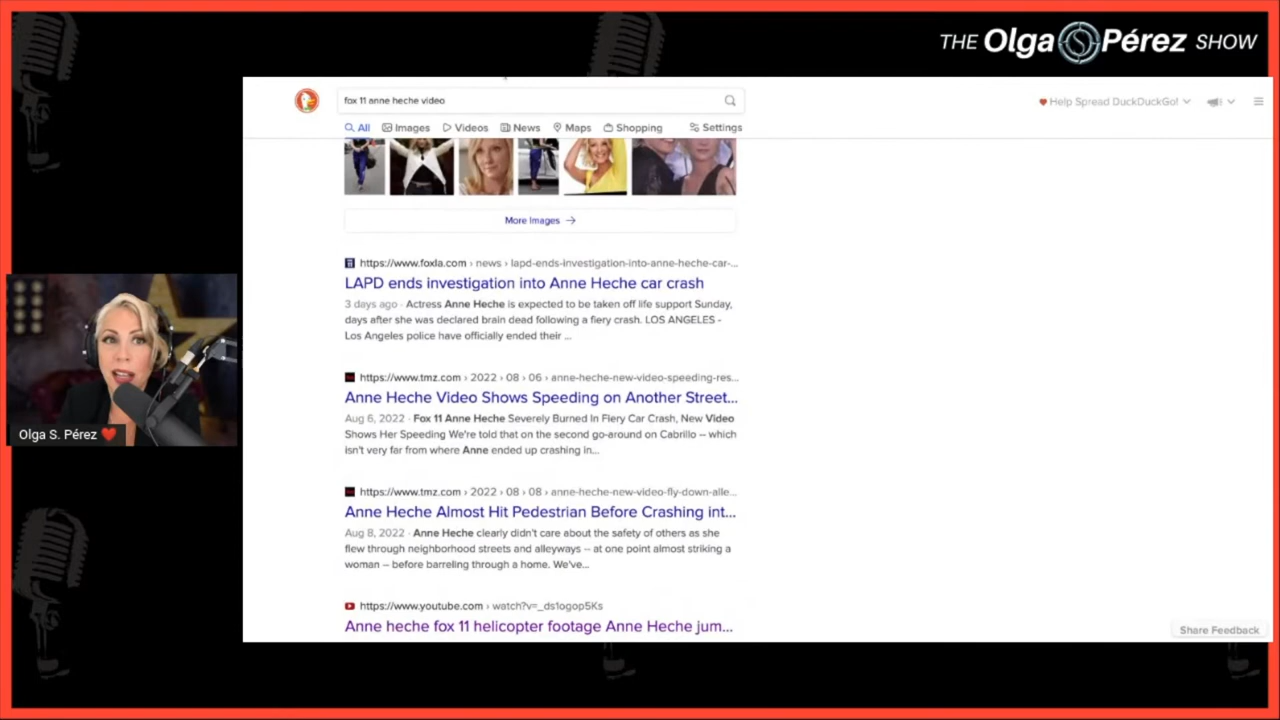 THE Olga Pérez SHOW
fox 11 anne heche video
Help Spread DuckDuckGo!
All Images Videos News Maps Shopping Settings
More Images →
https://www.foxla.com › news › lapd-ends-investigation-into-anne-heche-car-...
LAPD ends investigation into Anne Heche car crash
3 days ago · Actress Anne Heche is expected to be taken off life support Sunday,
days after she was declared brain dead following a fiery crash. LOS ANGELES -
Los Angeles police have officially ended their ...
https://www.tmz.com › 2022 › 08 › 06 › anne-heche-new-video-speeding-res...
Anne Heche Video Shows Speeding on Another Street...
Aug 6, 2022 · Fox 11 Anne Heche Severely Burned In Fiery Car Crash, New Video
Shows Her Speeding We're told that on the second go-around on Cabrillo -- which
isn't very far from where Anne ended up crashing in...
https://www.tmz.com › 2022 › 08 › 08 › anne-heche-new-video-fly-down-alle...
Anne Heche Almost Hit Pedestrian Before Crashing int...
Aug 8, 2022 · Anne Heche clearly didn't care about the safety of others as she
flew through neighborhood streets and alleyways -- at one point almost striking a
woman -- before barreling through a home. We've...
https://www.youtube.com › watch?v=_ds1ogop5Ks
Anne heche fox 11 helicopter footage Anne Heche jum...
Share Feedback
Olga S. Pérez ❤️